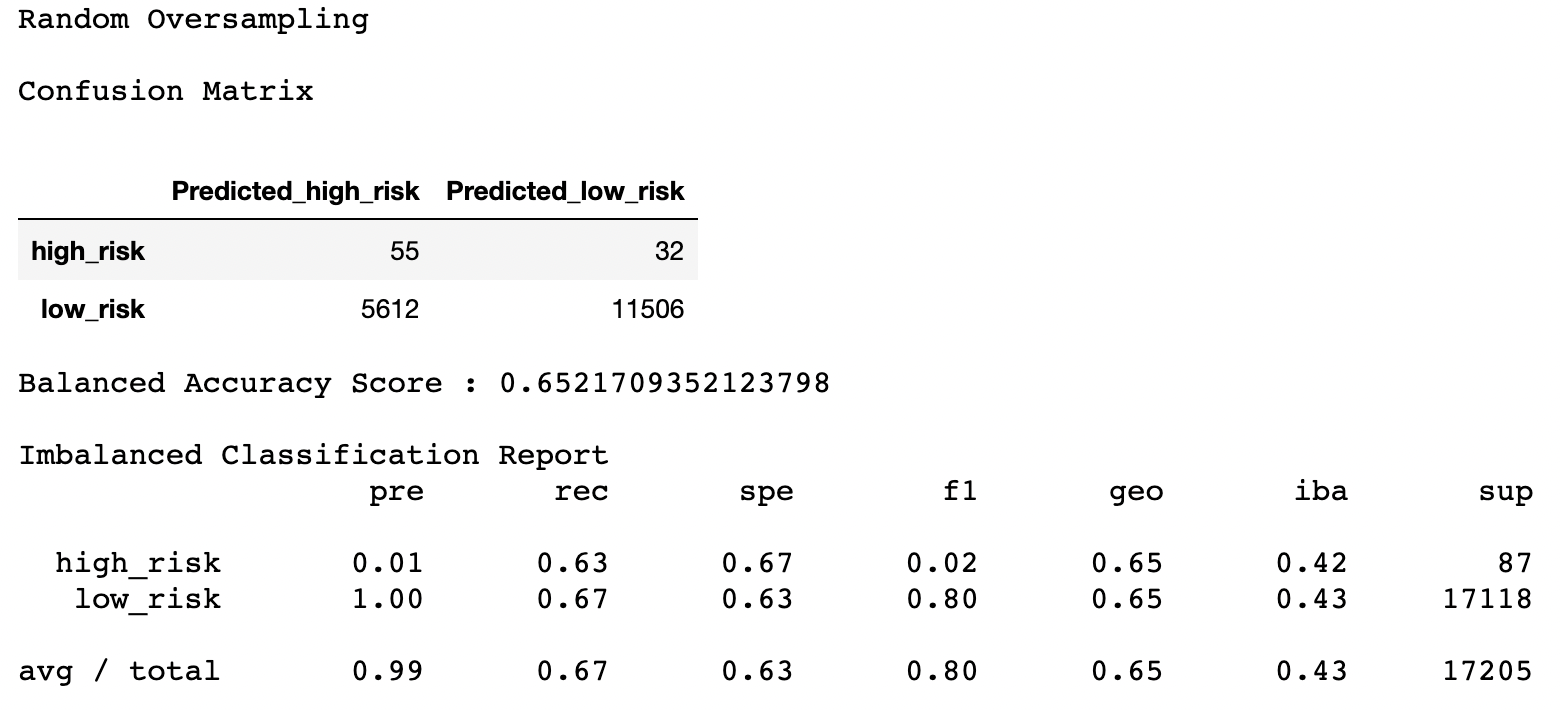 Random Oversampling
Confusion Matrix
Predicted_high_risk Predicted_low_risk
high_risk 55 32
low_risk 5612 11506
Balanced Accuracy Score : 0.6521709352123798
Imbalanced Classification Report
pre rec spe f1 geo iba sup
high_risk 0.01 0.63 0.67 0.02 0.65 0.42 87
low_risk 1.00 0.67 0.63 0.80 0.65 0.43 17118
avg / total 0.99 0.67 0.63 0.80 0.65 0.43 17205